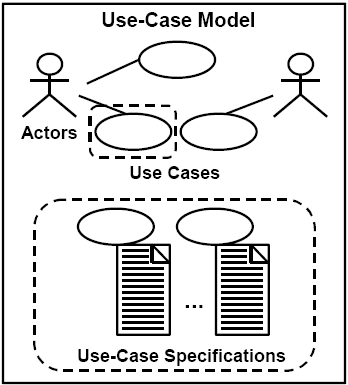 Use-Case Model
Actors
Use Cases
...
Use-Case Specifications